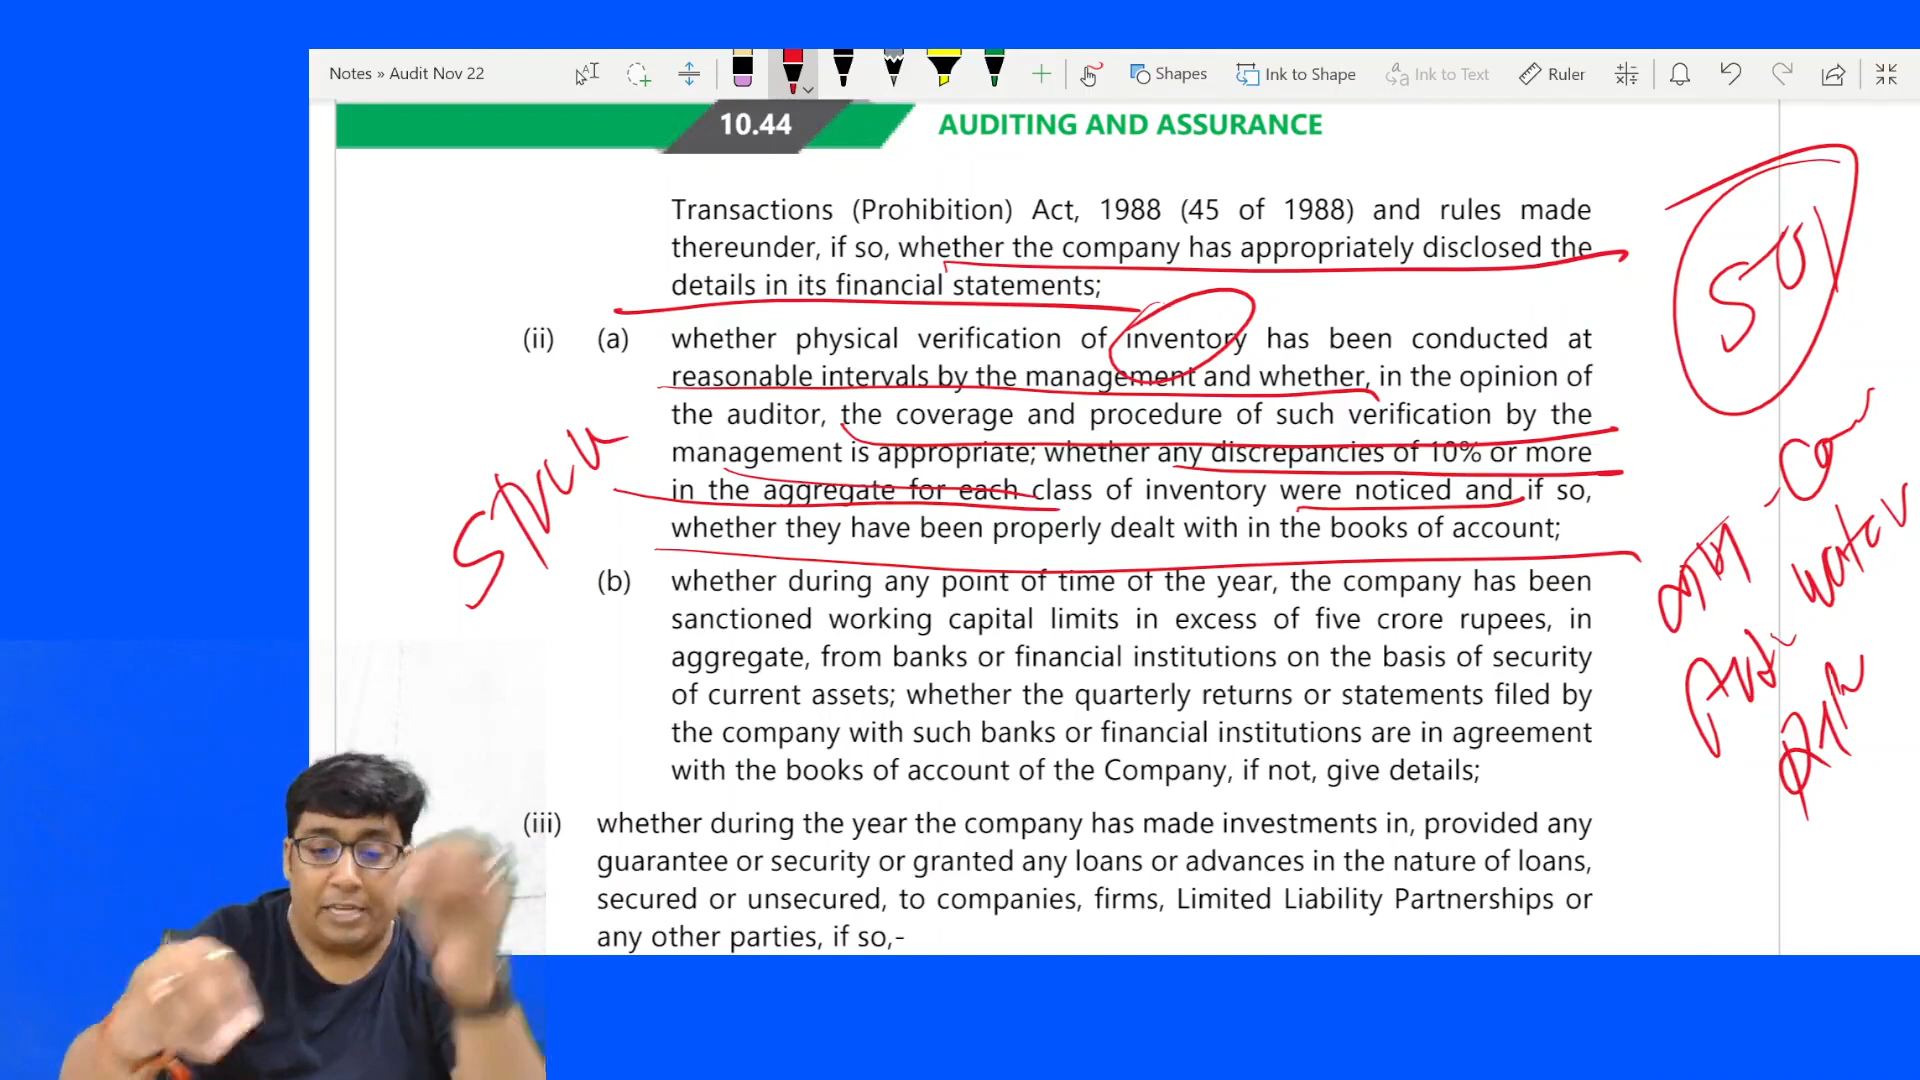 Notes » Audit Nov 22
Shapes
Ink to Shape
Ink to Text
Ruler
10.44
AUDITING AND ASSURANCE
Transactions (Prohibition) Act, 1988 (45 of 1988) and rules made
thereunder, if so, whether the company has appropriately disclosed the
details in its financial statements;
(ii) (a) whether physical verification of inventory has been conducted at
reasonable intervals by the management and whether, in the opinion of
the auditor, the coverage and procedure of such verification by the
management is appropriate; whether any discrepancies of 10% or more
in the aggregate for each class of inventory were noticed and if so,
whether they have been properly dealt with in the books of account;
(b) whether during any point of time of the year, the company has been
sanctioned working capital limits in excess of five crore rupees, in
aggregate, from banks or financial institutions on the basis of security
of current assets; whether the quarterly returns or statements filed by
the company with such banks or financial institutions are in agreement
with the books of account of the Company, if not, give details;
(iii) whether during the year the company has made investments in, provided any
guarantee or security or granted any loans or advances in the nature of loans,
secured or unsecured, to companies, firms, Limited Liability Partnerships or
any other parties, if so,-